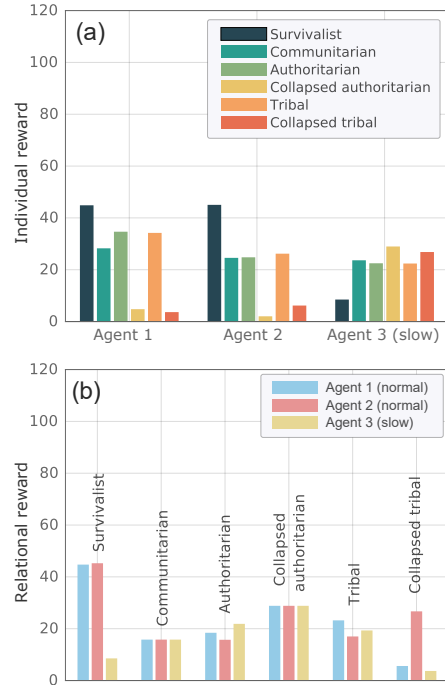 (a)
Survivalist
Communitarian
Authoritarian
Collapsed authoritarian
Tribal
Collapsed tribal
120
100
80
60
40
20
0
Individual reward
Agent 1
Agent 2
Agent 3 (slow)
(b)
Agent 1 (normal)
Agent 2 (normal)
Agent 3 (slow)
120
100
80
60
40
20
0
Relational reward
Survivalist
Communitarian
Authoritarian
Collapsed
authoritarian
Tribal
Collapsed tribal